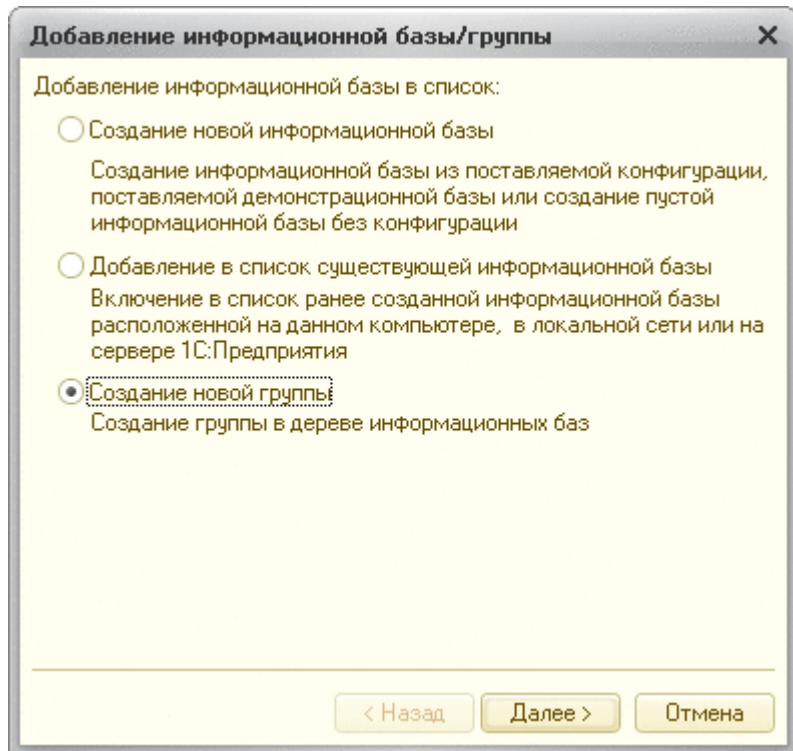 Добавление информационной базы/группы
Добавление информационной базы в список:
Создание новой информационной базы
Создание информационной базы из поставляемой конфигурации,
поставляемой демонстрационной базы или создание пустой
информационной базы без конфигурации
Добавление в список существующей информационной базы
Включение в список ранее созданной информационной базы
расположенной на данном компьютере, в локальной сети или на
сервере 1С:Предприятия
Создание новой группы
Создание группы в дереве информационных баз
< Назад Далее > Отмена